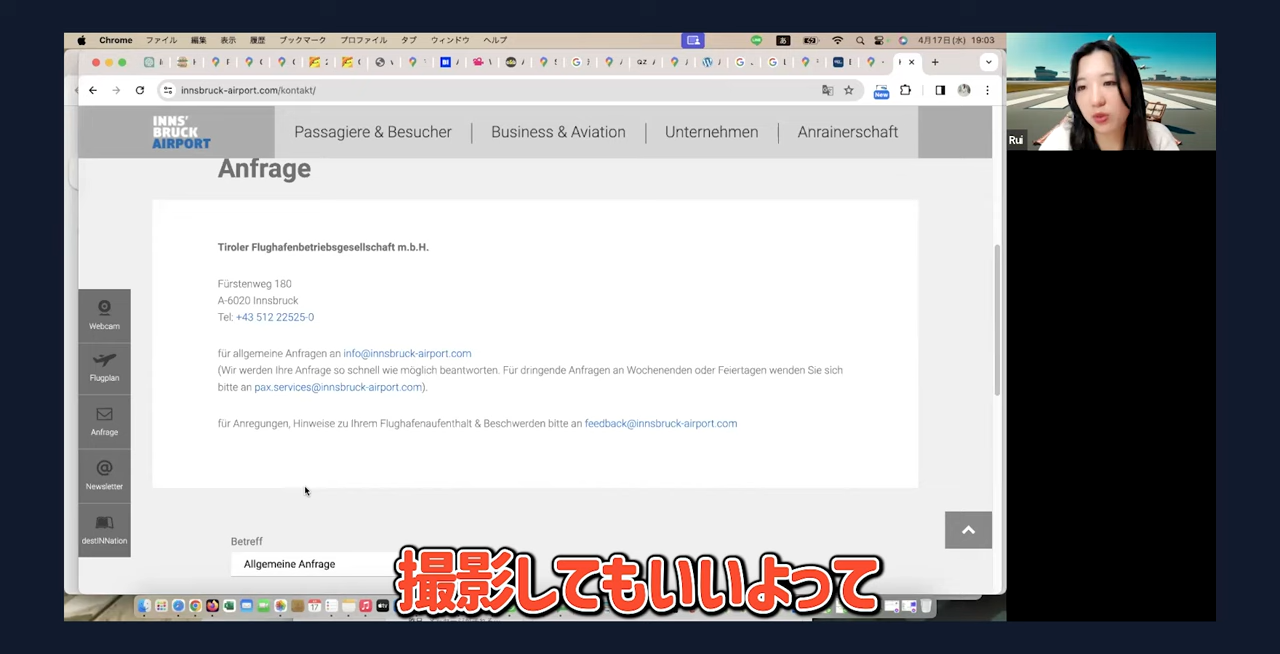 Chrome ファイル 編集 表示 履歴 ブックマーク プロファイル タブ ウィンドウ ヘルプ あ 4月17日(水) 19:03
innsbruck-airport.com/kontakt/
New
INNS'
BRUCK
AIRPORT
Passagiere & Besucher Business & Aviation Unternehmen Anrainerschaft
Anfrage
Tiroler Flughafenbetriebsgesellschaft m.b.H.
Fürstenweg 180
A-6020 Innsbruck
Tel: +43 512 22525-0
für allgemeine Anfragen an info@innsbruck-airport.com
(Wir werden Ihre Anfrage so schnell wie möglich beantworten. Für dringende Anfragen an Wochenenden oder Feiertagen wenden Sie sich
bitte an pax.services@innsbruck-airport.com).
für Anregungen, Hinweise zu Ihrem Flughafenaufenthalt & Beschwerden bitte an feedback@innsbruck-airport.com
Webcam
Flugplan
Anfrage
Newsletter
destINNation
Betreff
Allgemeine Anfrage
撮影してもいいよって
Rui